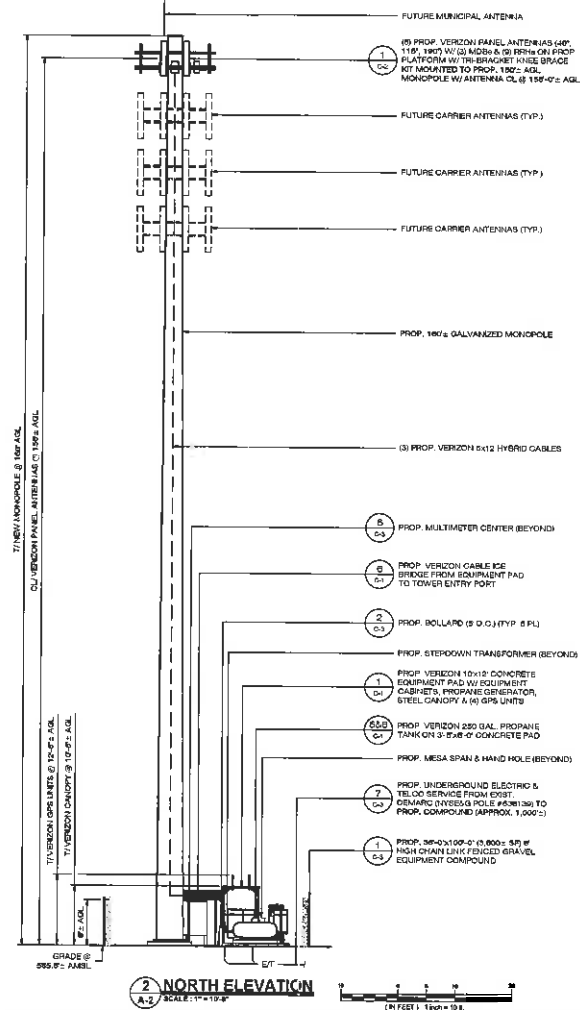 FUTURE MUNICIPAL ANTENNA
1
C-2
(6) PROP. VERIZON PANEL ANTENNAS (40°,
115°, 190°) W/ (3) MDBs & (9) RRHs ON PROP
PLATFORM W/ TRI-BRACKET KNEE BRACE
KIT MOUNTED TO PROP. 160'± AGL
MONOPOLE W/ ANTENNA CL @ 156'-0"± AGL
FUTURE CARRIER ANTENNAS (TYP.)
FUTURE CARRIER ANTENNAS (TYP.)
FUTURE CARRIER ANTENNAS (TYP.)
PROP. 160'± GALVANIZED MONOPOLE
(3) PROP. VERIZON 6x12 HYBRID CABLES
T/ NEW MONOPOLE @ 160' AGL
CL/ VERIZON PANEL ANTENNAS @ 156'± AGL
PROP. MULTIMETER CENTER (BEYOND)
6
C-1
PROP. VERIZON CABLE ICE
BRIDGE FROM EQUIPMENT PAD
TO TOWER ENTRY PORT
2
C-3
PROP. BOLLARD (5' O.C.) (TYP.
PROP. STEPDOWN TRANSFORMER (BEYOND)
1
C-1
PROP. VERIZON 10'x12' CONCRETE
EQUIPMENT PAD W/ EQUIPMENT
CABINETS, PROPANE GENERATOR,
STEEL CANOPY & (4) GPS UNITS
C-1
PROP. VERIZON 250 GAL. PROPANE
TANK ON CONCRETE PAD
PROP. MESA SPAN & HAND HOLE (BEYOND)
7
C-3
PROP. UNDERGROUND ELECTRIC &
TELCO SERVICE FROM EXIST.
DEMARC (NYSE&G POLE TO
PROP. COMPOUND (APPROX. 1,000'±)
1
C-3
PROP. 36'-0"x100'-0" (3,600± SF) 6'
HIGH CHAIN LINK FENCED GRAVEL
EQUIPMENT COMPOUND
T/ VERIZON GPS UNITS @ 12'-6"± AGL
T/ VERIZON CANOPY @ 10'-6"± AGL
6'± AGL
GRADE @
585.6'± AMSL
E/T
2
A-2
NORTH ELEVATION
SCALE : 1" = 10'-0"
10 0 5 10 20
( IN FEET ) 1 inch = 10 ft.